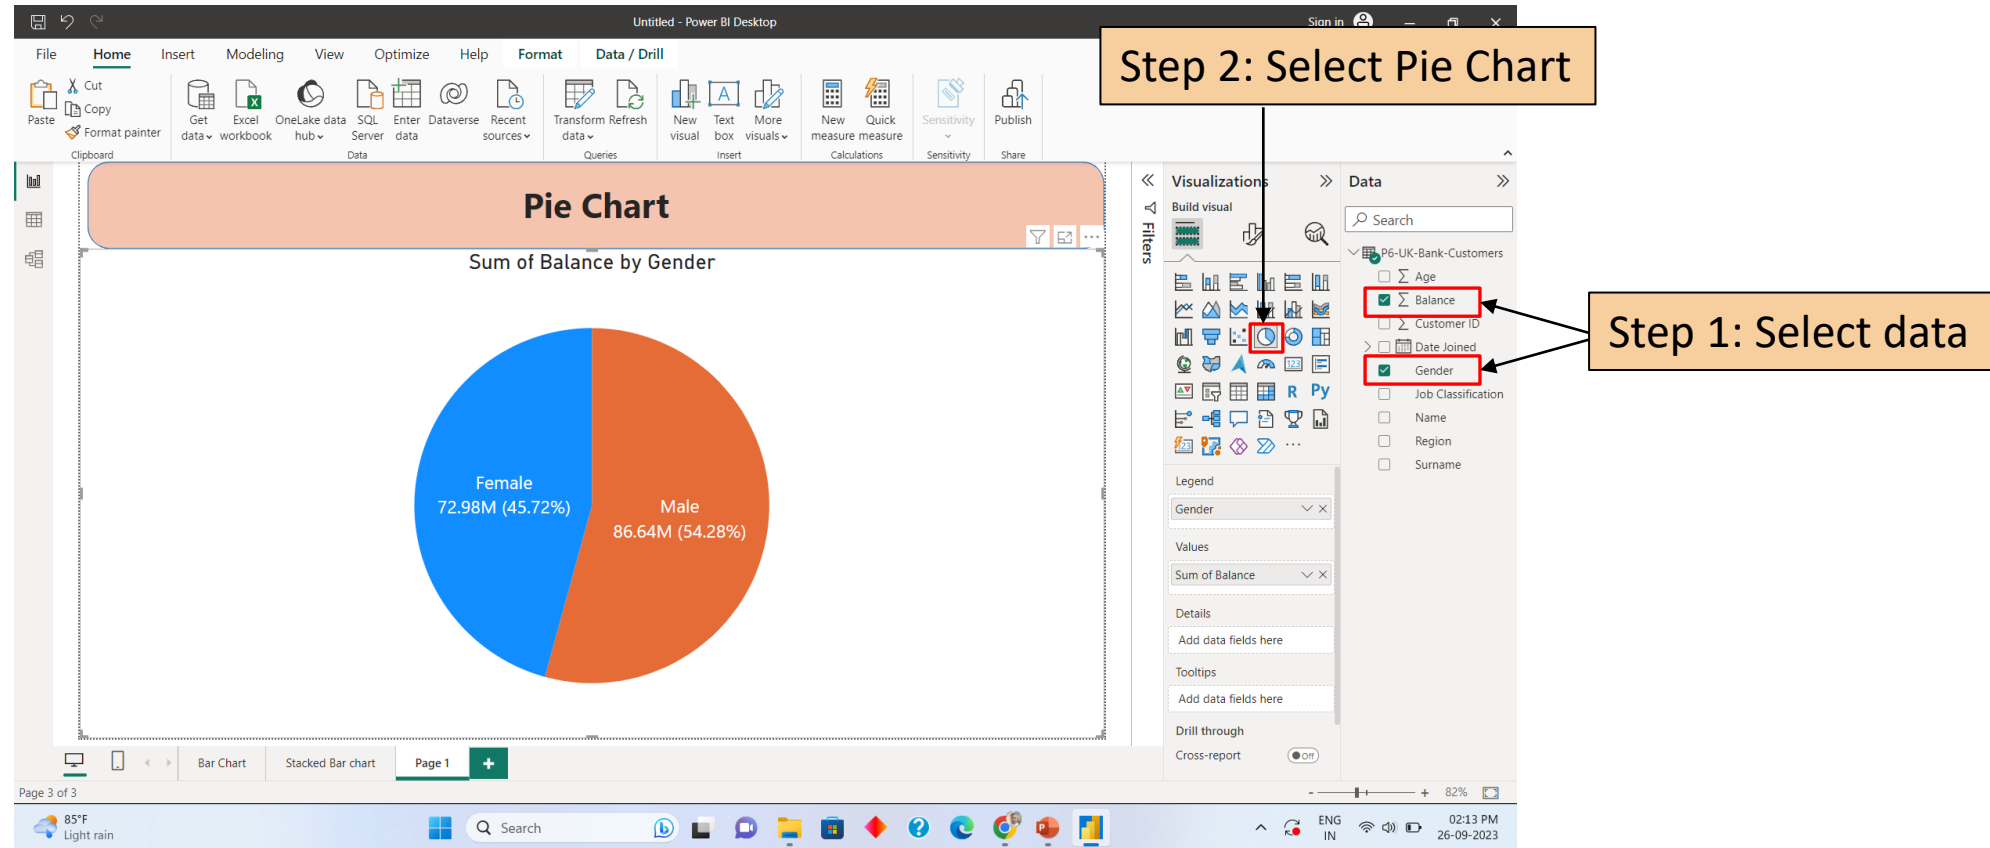 Untitled - Power BI Desktop
Sign in
File Home Insert Modeling View Optimize Help Format Data / Drill
Step 2: Select Pie Chart
Paste
Cut
Copy
Format painter
Clipboard
Get data
Excel workbook
OneLake data hub
SQL Server
Enter data
Dataverse
Recent sources
Data
Transform data
Refresh
Queries
New visual
Text box
More visuals
Insert
New measure
Quick measure
Calculations
Sensitivity
Sensitivity
Publish
Share
Pie Chart
Sum of Balance by Gender
Female
72.98M (45.72%)
Male
86.64M (54.28%)
Filters
Visualizations
Build visual
R Py
123
Legend
Gender
Values
Sum of Balance
Details
Add data fields here
Tooltips
Add data fields here
Drill through
Cross-report
Off
Data
Search
P6-UK-Bank-Customers
Age
Balance
Customer ID
Date Joined
Gender
Job Classification
Name
Region
Surname
Step 1: Select data
Bar Chart Stacked Bar chart Page 1
Page 3 of 3
82%
85°F
Light rain
Search
ENG
IN
02:13 PM
26-09-2023